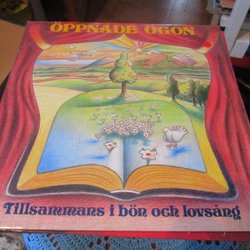 ÖPPNADE ÖGON
Tillsammans i bön och lovsång